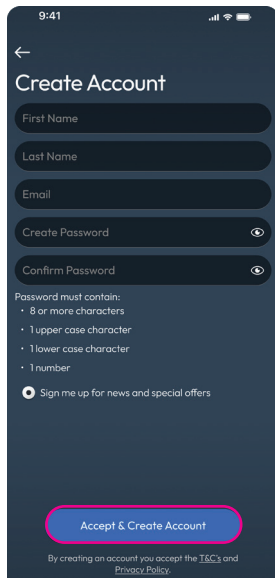 9:41
Create Account
First Name
Last Name
Email
Create Password
Confirm Password
Password must contain:
• 8 or more characters
• 1 upper case character
• 1 lower case character
• 1 number
Sign me up for news and special offers
Accept & Create Account
By creating an account you accept the T&C's and
Privacy Policy.